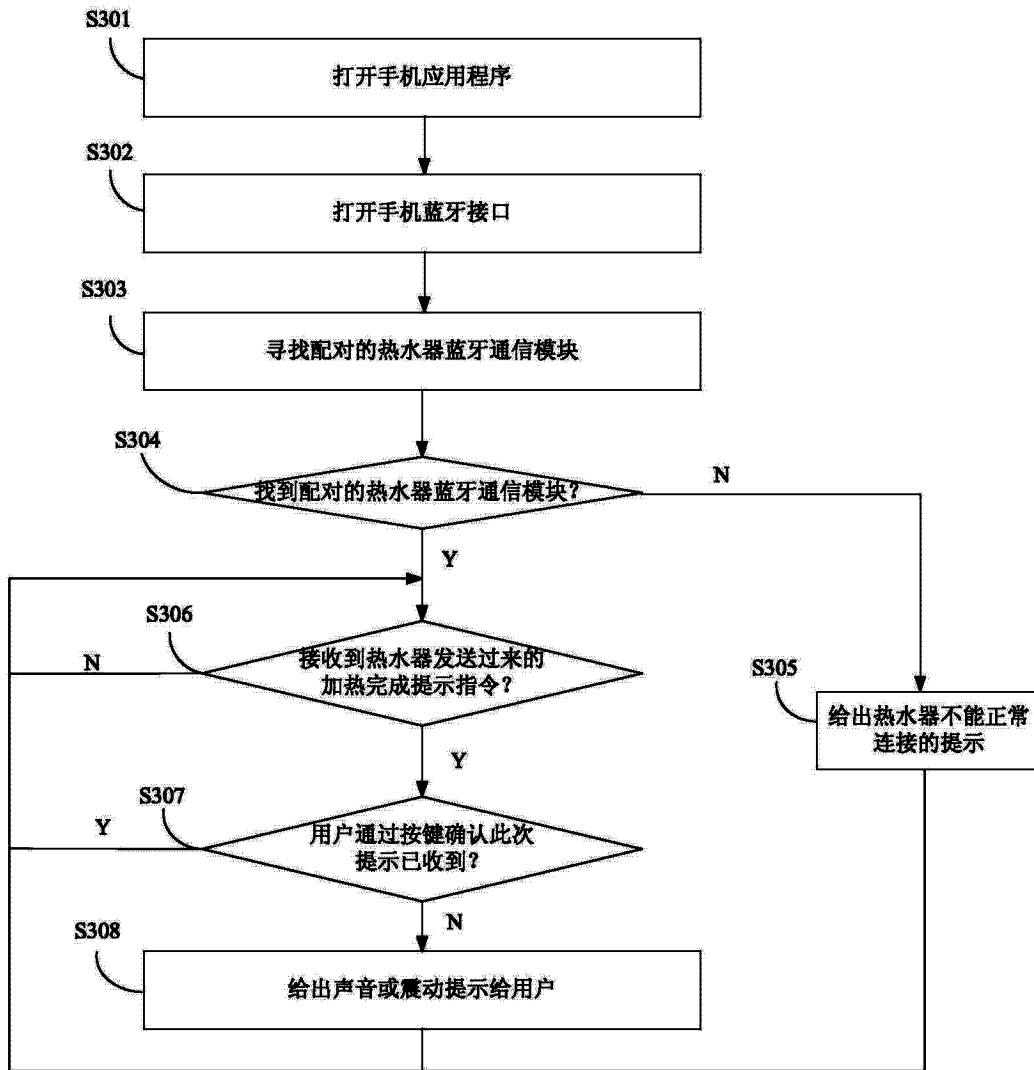 S301
打开手机应用程序
S302
打开手机蓝牙接口
S303
寻找配对的热水器蓝牙通信模块
S304
找到配对的热水器蓝牙通信模块？
N
Y
S306
接收到热水器发送过来的
加热完成提示指令？
N
S305
给出热水器不能正常
连接的提示
Y
S307
用户通过按键确认此次
提示已收到？
Y
N
S308
给出声音或震动提示给用户